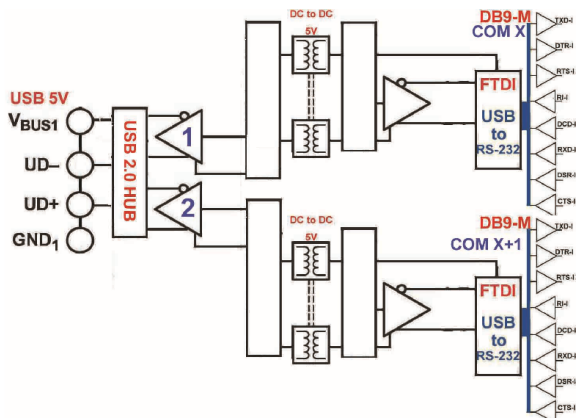 DC to DC
5V
DB9-M
COM X
TXD-I
DTR-I
RTS-I
RI-I
DCD-I
RXD-I
DSR-I
CTS-I
FTDI
USB
to
RS-232
USB 5V
VBUS1
UD–
UD+
GND1
USB 2.0 HUB
1
2
DC to DC
5V
DB9-M
COM X+1
TXD-I
DTR-I
RTS-I
RI-I
DCD-I
RXD-I
DSR-I
CTS-I
FTDI
USB
to
RS-232